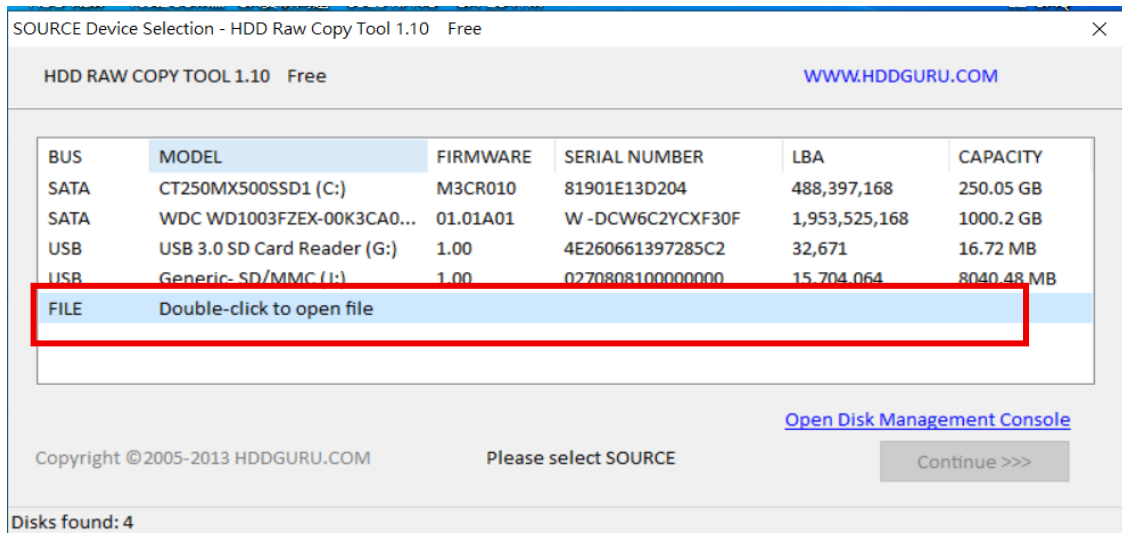 SOURCE Device Selection - HDD Raw Copy Tool 1.10 Free
HDD RAW COPY TOOL 1.10 Free WWW.HDDGURU.COM
BUS MODEL FIRMWARE SERIAL NUMBER LBA CAPACITY
SATA CT250MX500SSD1 (C:) M3CR010 81901E13D204 488,397,168 250.05 GB
SATA WDC WD1003FZEX-00K3CA0... 01.01A01 W -DCW6C2YCXF30F 1,953,525,168 1000.2 GB
USB USB 3.0 SD Card Reader (G:) 1.00 4E260661397285C2 32,671 16.72 MB
USB Generic- SD/MMC (J:) 1.00 0270808100000000 15,704,064 8040.48 MB
FILE Double-click to open file
Open Disk Management Console
Copyright ©2005-2013 HDDGURU.COM Please select SOURCE Continue >>>
Disks found: 4